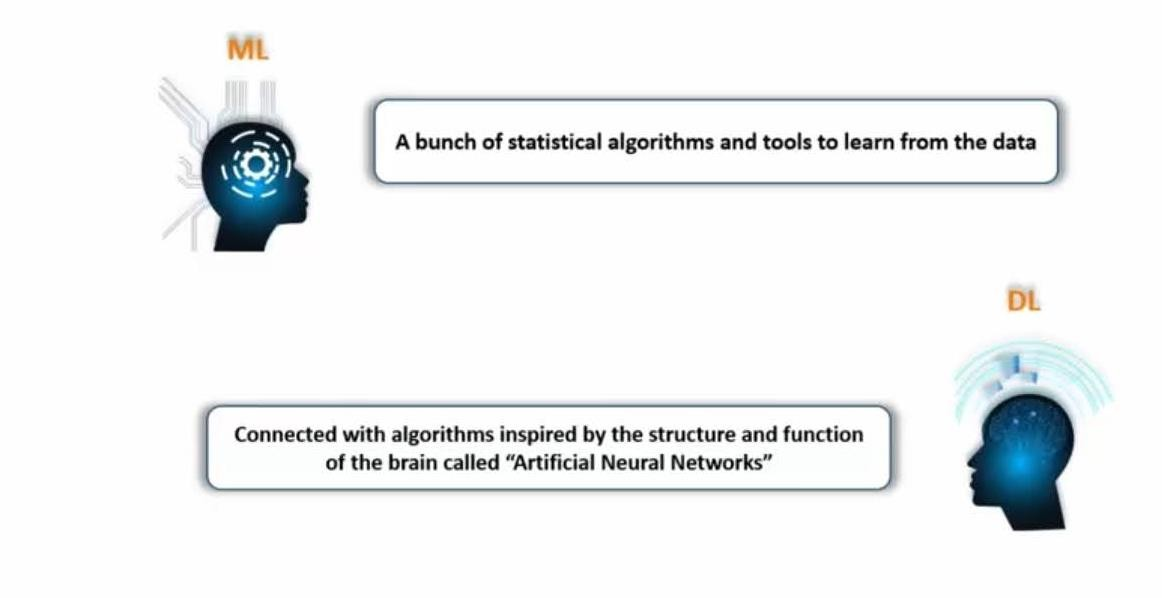 ML
A bunch of statistical algorithms and tools to learn from the data
DL
Connected with algorithms inspired by the structure and function
of the brain called “Artificial Neural Networks”